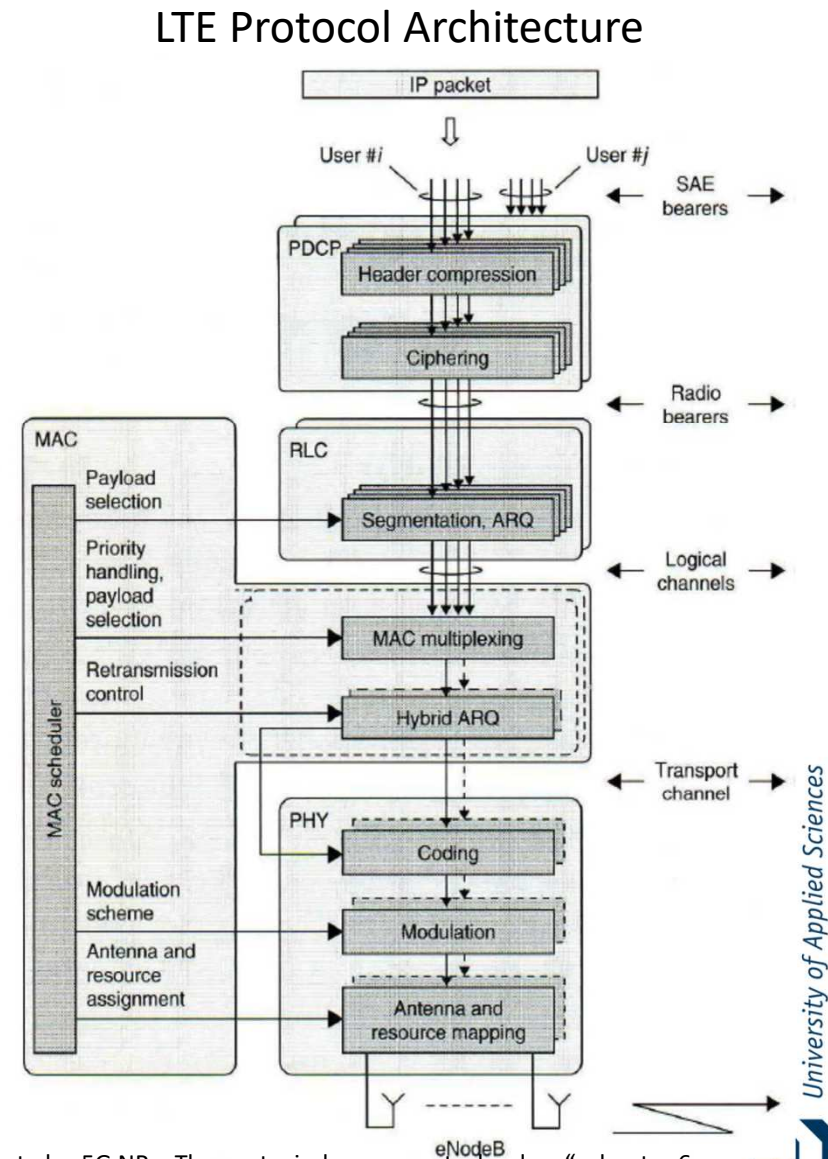 LTE Protocol Architecture
IP packet
User #i
User #j
SAE
bearers
PDCP
Header compression
Ciphering
Radio
bearers
MAC
RLC
Payload
selection
Segmentation, ARQ
Priority
handling,
payload
selection
Logical
channels
MAC multiplexing
Retransmission
control
Hybrid ARQ
MAC scheduler
Transport
channel
PHY
Coding
Modulation
scheme
Modulation
Antenna and
resource
assignment
Antenna and
resource mapping
eNodeB
University of Applied Sciences